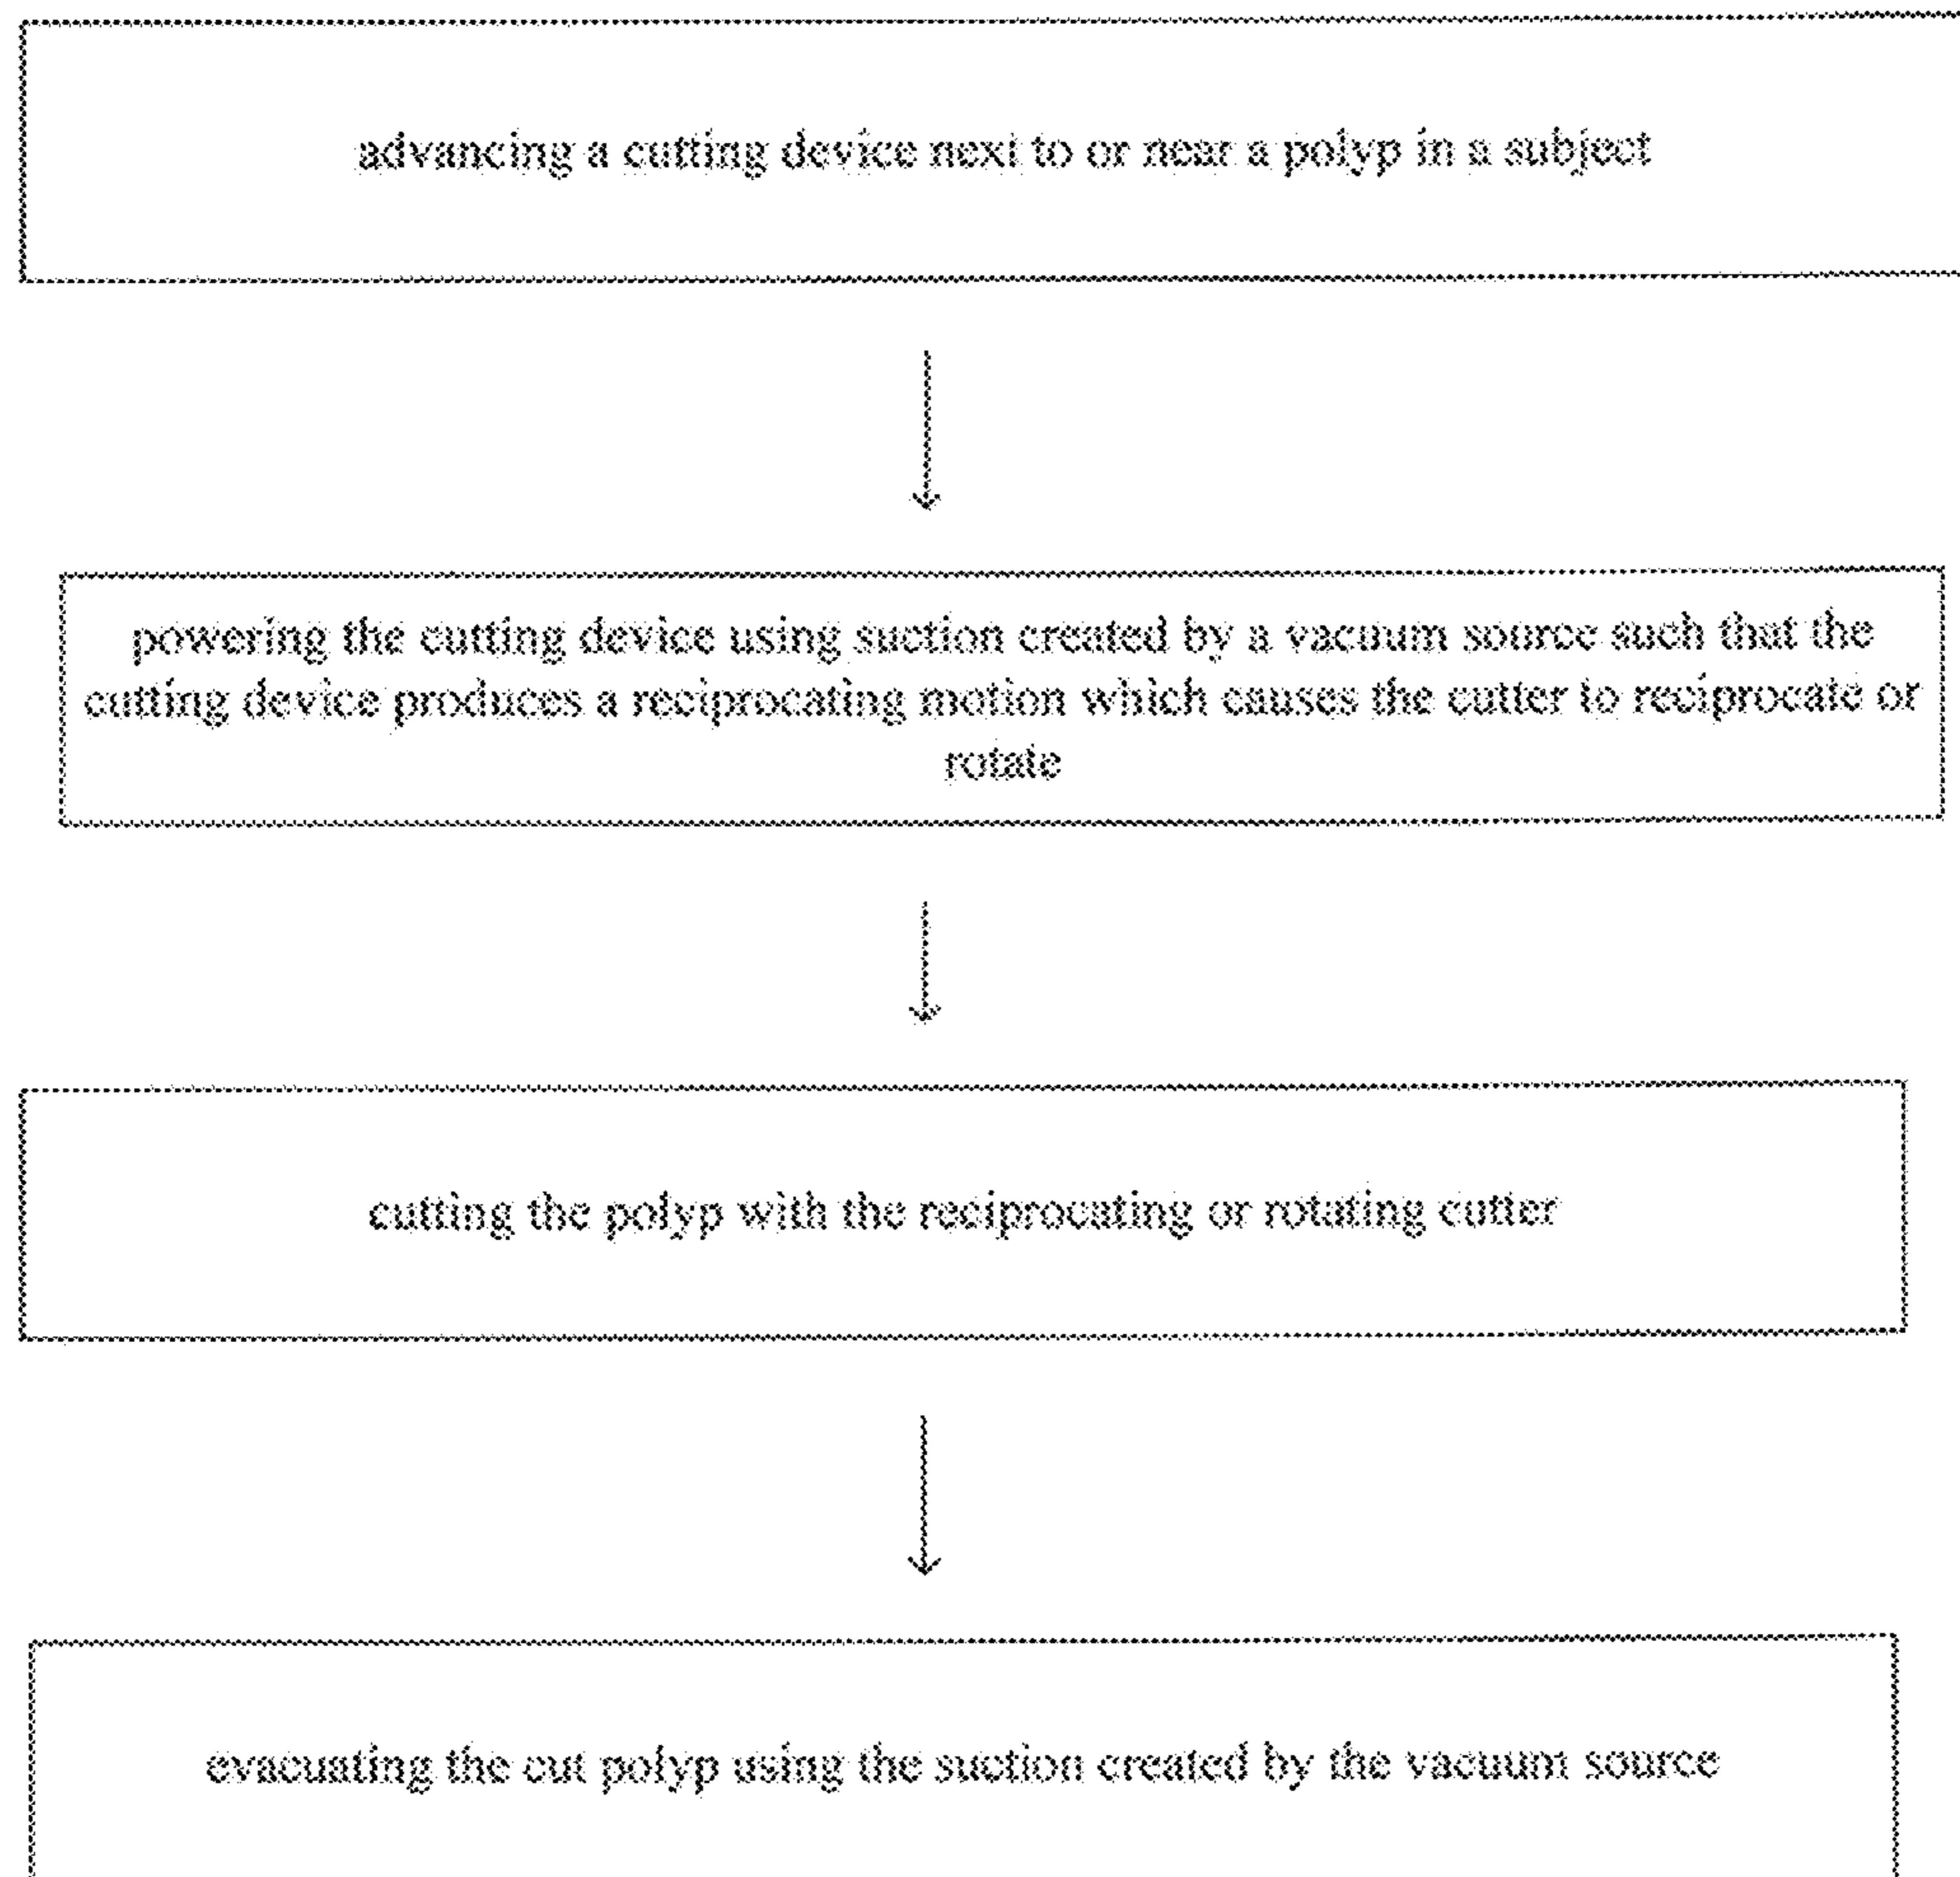 advancing a cutting device next to or near a polyp in a subject
powering the cutting device using suction created by a vacuum source such that the
cutting device produces a reciprocating motion which causes the cutter to reciprocate or
rotate
cutting the polyp with the reciprocating or rotating cutter
evacuating the cut polyp using the suction created by the vacuum source